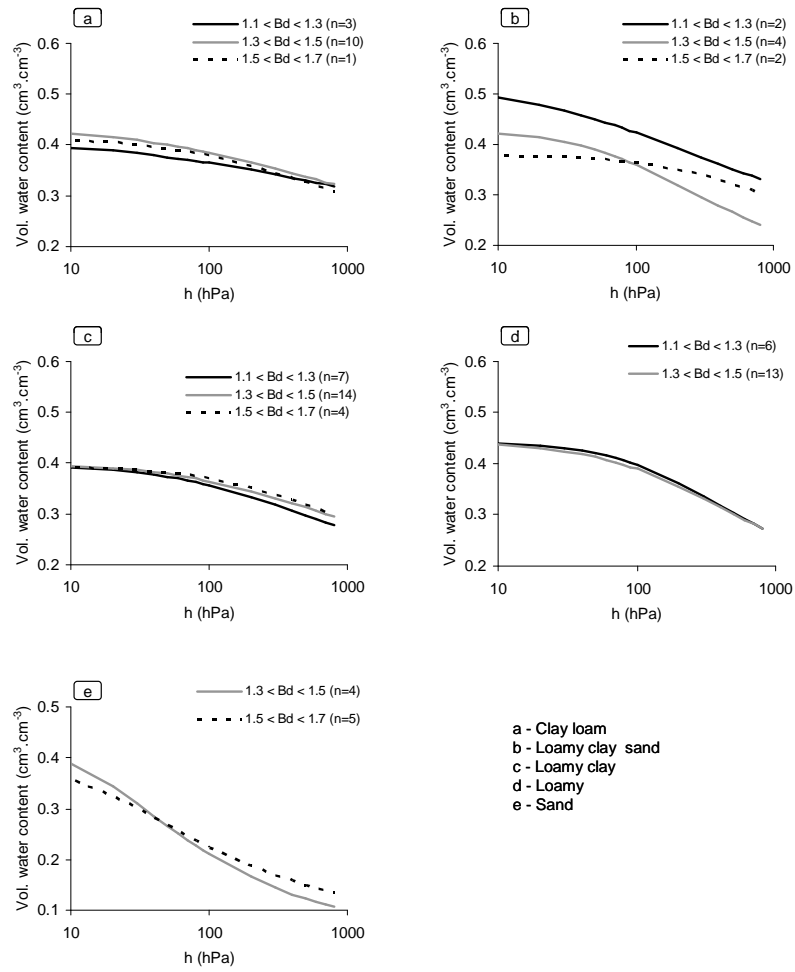 a
1.1 < Bd < 1.3 (n=3)
1.3 < Bd < 1.5 (n=10)
1.5 < Bd < 1.7 (n=1)
Vol. water content (cm³.cm⁻³)
0.6
0.5
0.4
0.3
0.2
10
100
1000
h (hPa)
b
1.1 < Bd < 1.3 (n=2)
1.3 < Bd < 1.5 (n=4)
1.5 < Bd < 1.7 (n=2)
Vol. water content (cm³.cm⁻³)
0.6
0.5
0.4
0.3
0.2
10
100
1000
h (hPa)
c
1.1 < Bd < 1.3 (n=7)
1.3 < Bd < 1.5 (n=14)
1.5 < Bd < 1.7 (n=4)
Vol. water content (cm³.cm⁻³)
0.6
0.5
0.4
0.3
0.2
10
100
1000
h (hPa)
d
1.1 < Bd < 1.3 (n=6)
1.3 < Bd < 1.5 (n=13)
Vol. water content (cm³.cm⁻³)
0.6
0.5
0.4
0.3
0.2
10
100
1000
h (hPa)
e
1.3 < Bd < 1.5 (n=4)
1.5 < Bd < 1.7 (n=5)
Vol. water content (cm³.cm⁻³)
0.5
0.4
0.3
0.2
0.1
10
100
1000
h (hPa)
a - Clay loam
b - Loamy clay sand
c - Loamy clay
d - Loamy
e - Sand